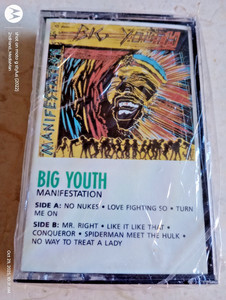 BIG YOUTH
MANIFESTATION
BIG YOUTH
MANIFESTATION
SIDE A: NO NUKES • LOVE FIGHTING SO • TURN
ME ON
SIDE B: MR. RIGHT • LIKE IT LIKE THAT •
CONQUEROR • SPIDERMAN MEET THE HULK •
NO WAY TO TREAT A LADY